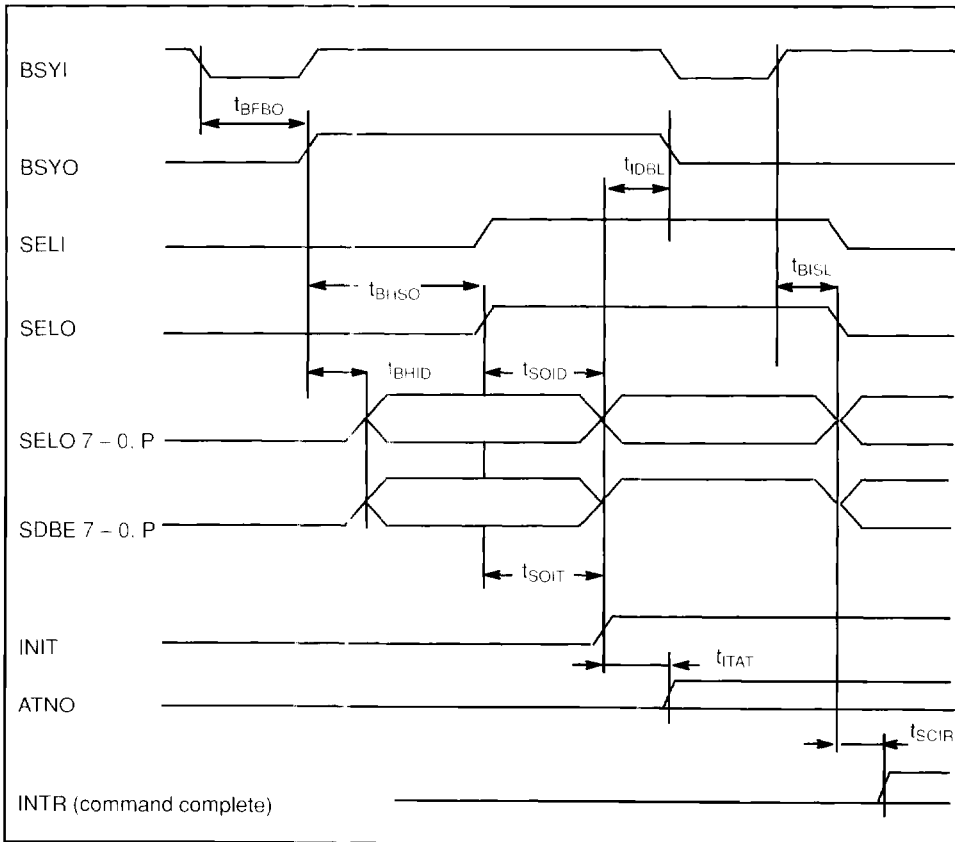 BSYI
tBFBO
BSYO
tIDBL
SELI
tBISL
tBHSO
SELO
tBHID
tSOID
SELO 7 – 0. P
SDBE 7 – 0. P
tSOIT
INIT
tITAT
ATNO
tSCIR
INTR (command complete)